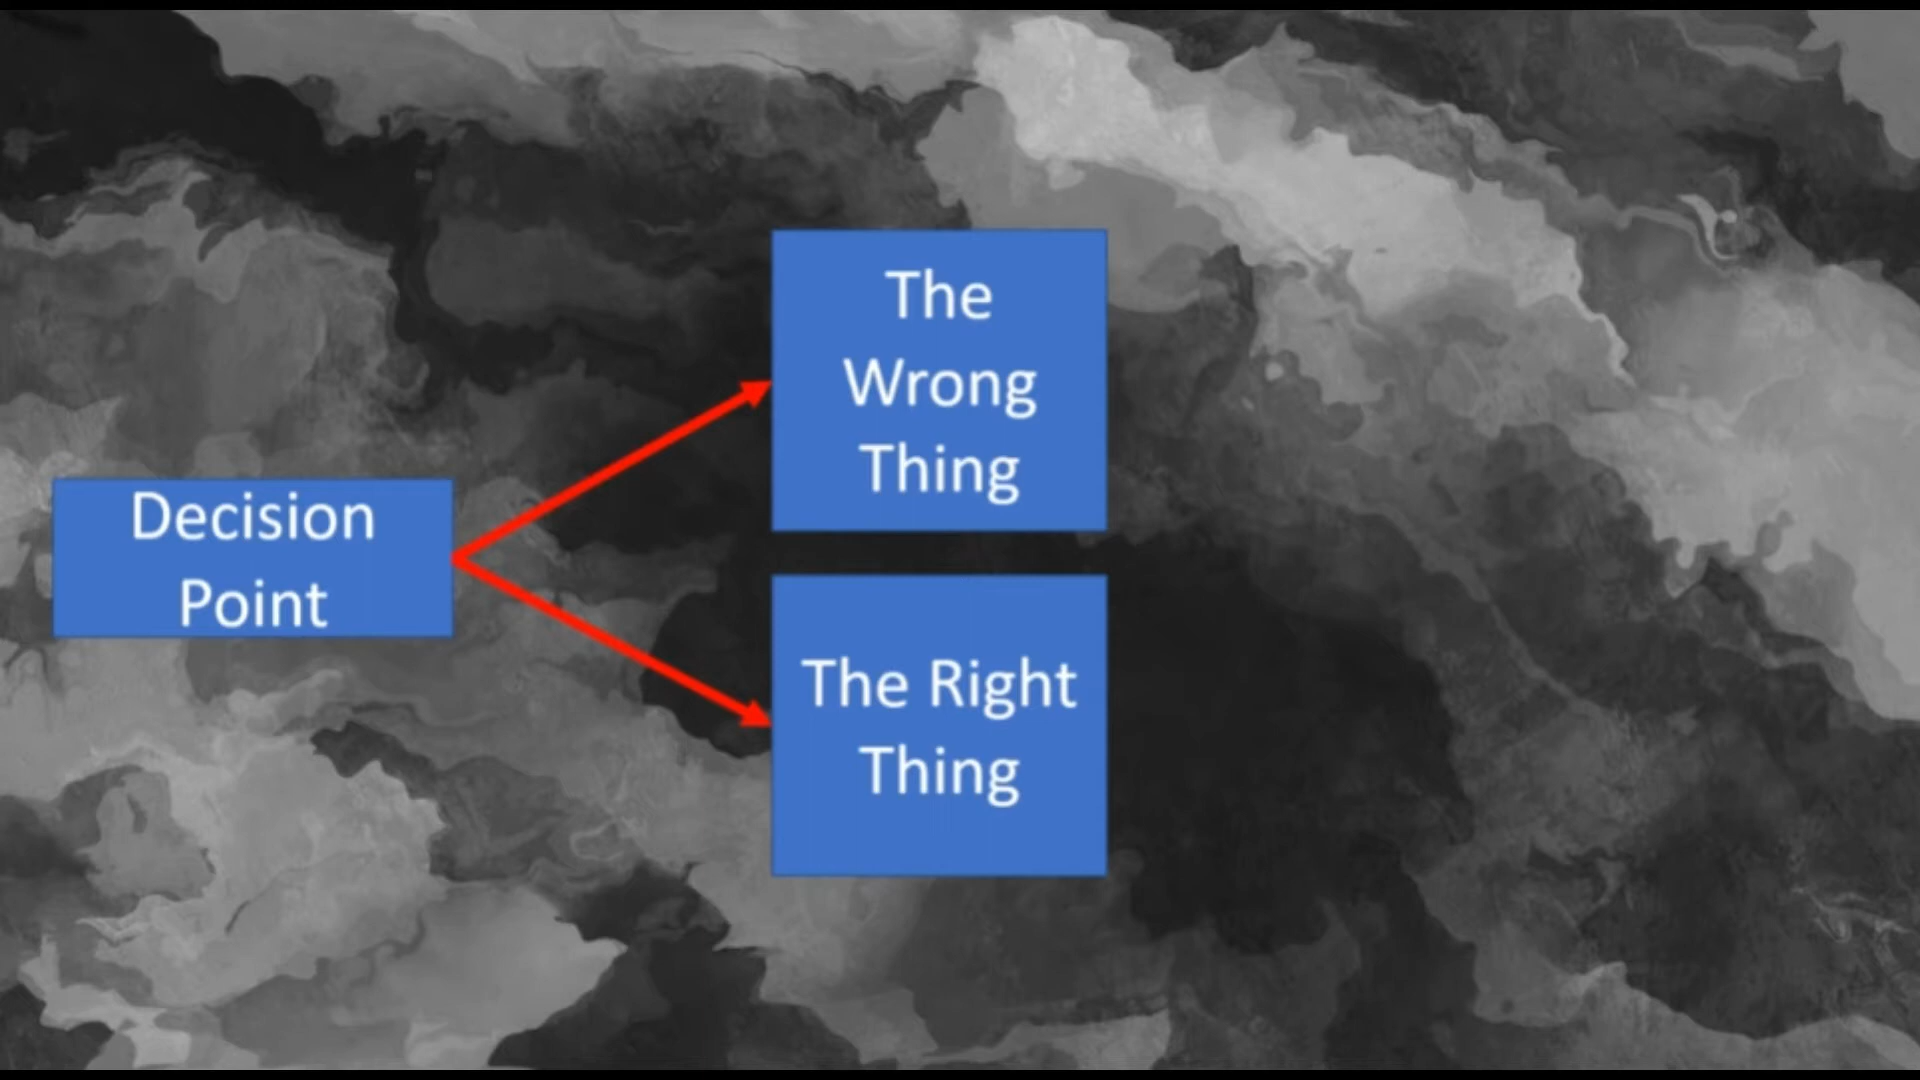 Decision
Point
The
Wrong
Thing
The Right
Thing